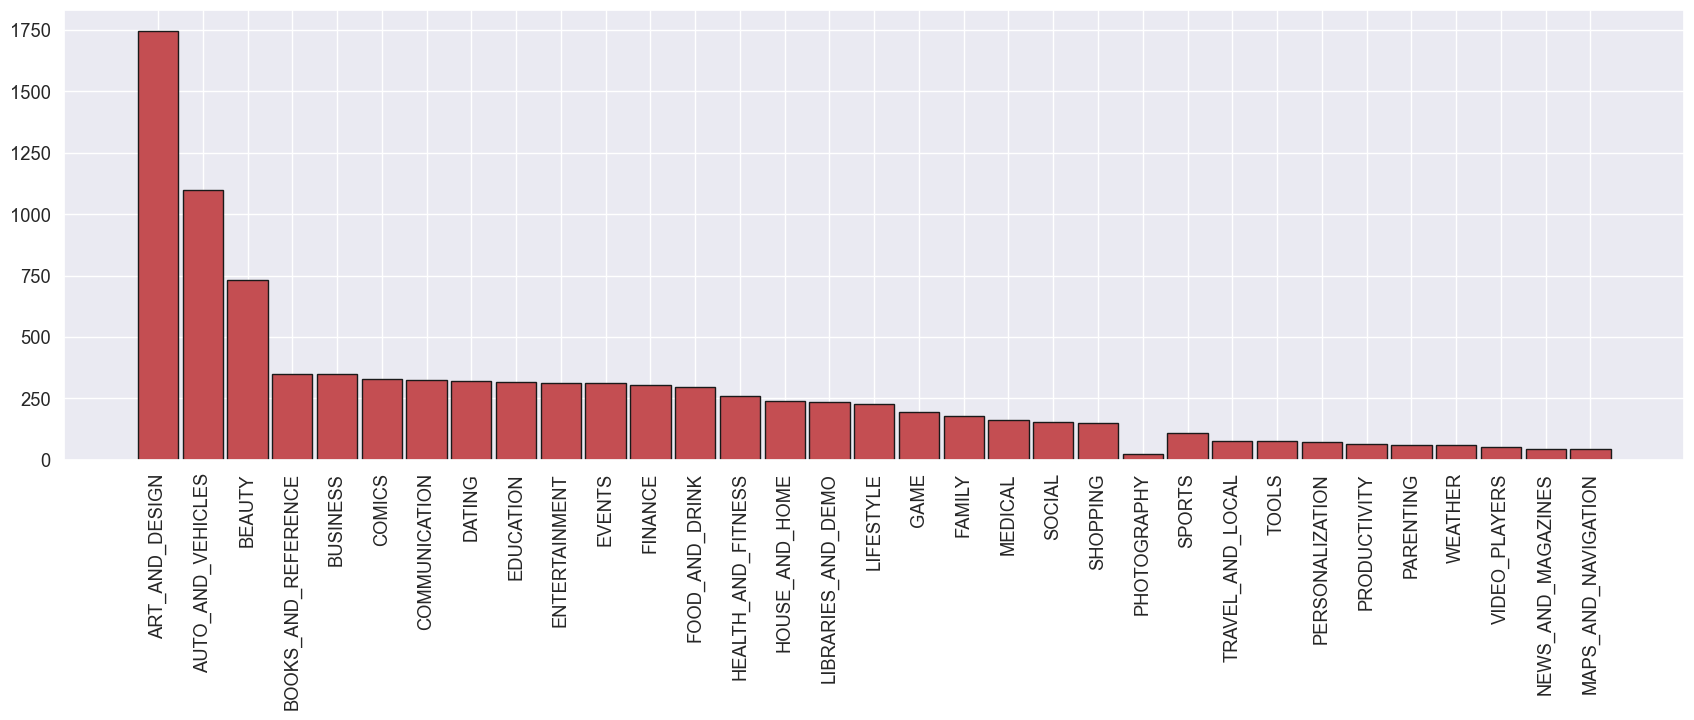 1750
1500
1250
1000
750
500
250
0
ART_AND_DESIGN
AUTO_AND_VEHICLES
BEAUTY
BOOKS_AND_REFERENCE
BUSINESS
COMICS
COMMUNICATION
DATING
EDUCATION
ENTERTAINMENT
EVENTS
FINANCE
FOOD_AND_DRINK
HEALTH_AND_FITNESS
HOUSE_AND_HOME
LIBRARIES_AND_DEMO
LIFESTYLE
GAME
FAMILY
MEDICAL
SOCIAL
SHOPPING
PHOTOGRAPHY
SPORTS
TRAVEL_AND_LOCAL
TOOLS
PERSONALIZATION
PRODUCTIVITY
PARENTING
WEATHER
VIDEO_PLAYERS
NEWS_AND_MAGAZINES
MAPS_AND_NAVIGATION